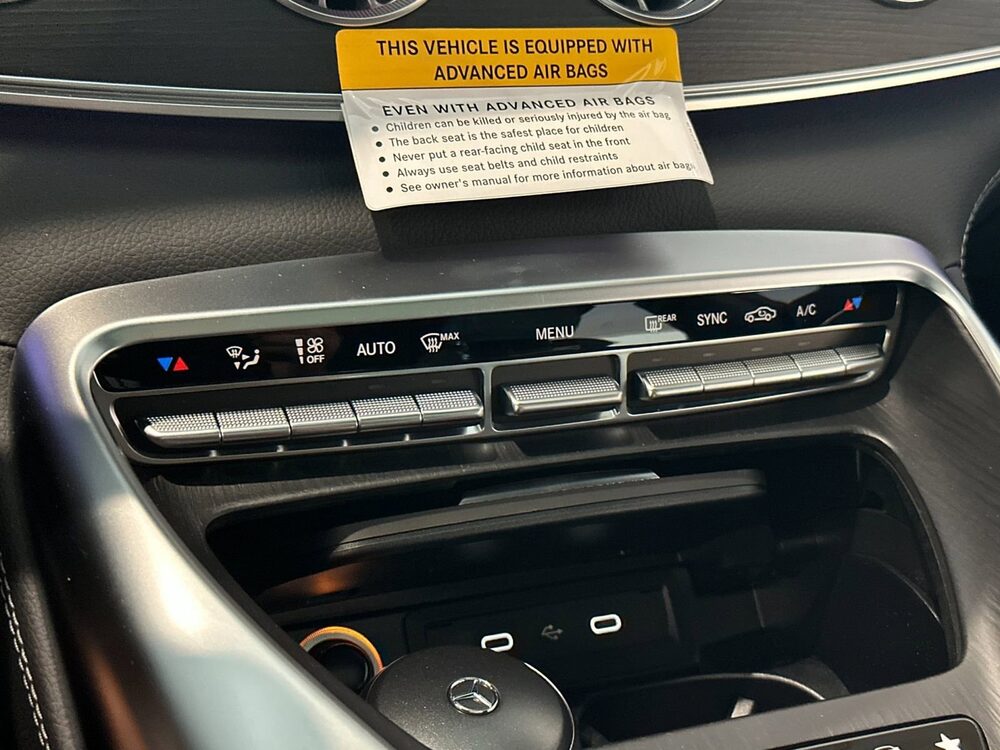 THIS VEHICLE IS EQUIPPED WITH
ADVANCED AIR BAGS
EVEN WITH ADVANCED AIR BAGS
• Children can be killed or seriously injured by the air bag
• The back seat is the safest place for children
• Never put a rear-facing child seat in the front
• Always use seat belts and child restraints
• See owner's manual for more information about air bags
OFF
AUTO
MAX
MENU
REAR
SYNC
A/C